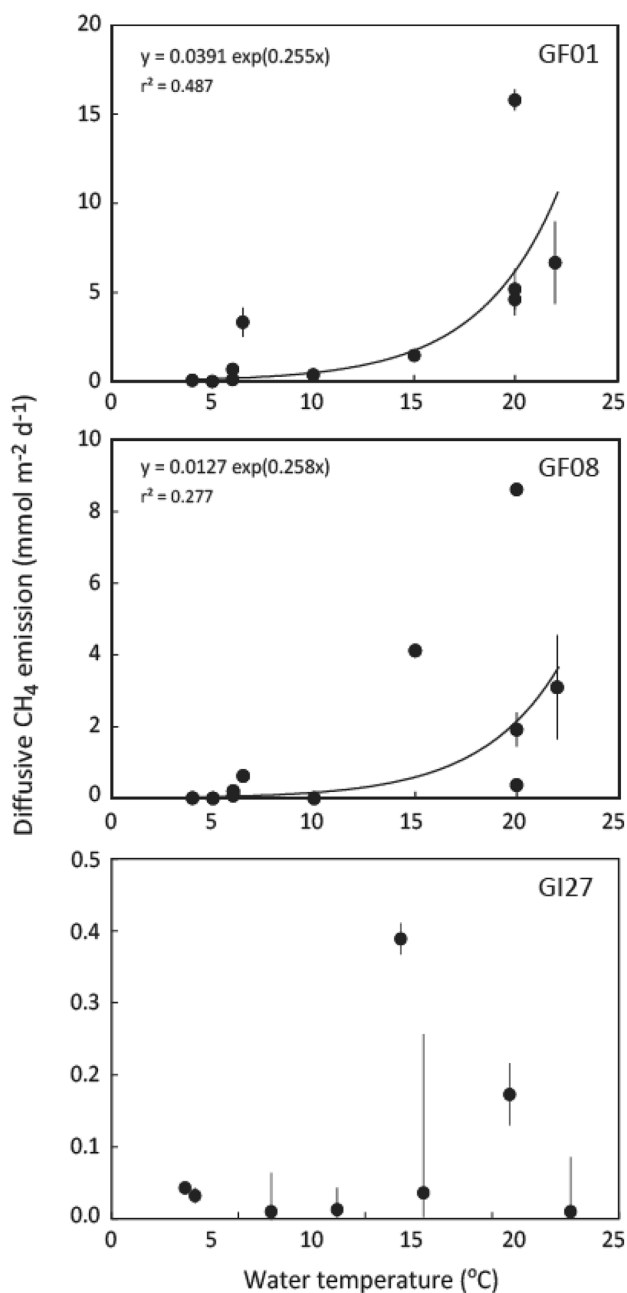 Diffusive CH₄ emission (mmol m⁻² d⁻¹)
20
y = 0.0391 exp(0.255x)
GF01
r² = 0.487
15
10
5
0
0 5 10 15 20 25
10
y = 0.0127 exp(0.258x)
GF08
r² = 0.277
8
6
4
2
0
0 5 10 15 20 25
0.5
GI27
0.4
0.3
0.2
0.1
0.0
0 5 10 15 20 25
Water temperature (°C)